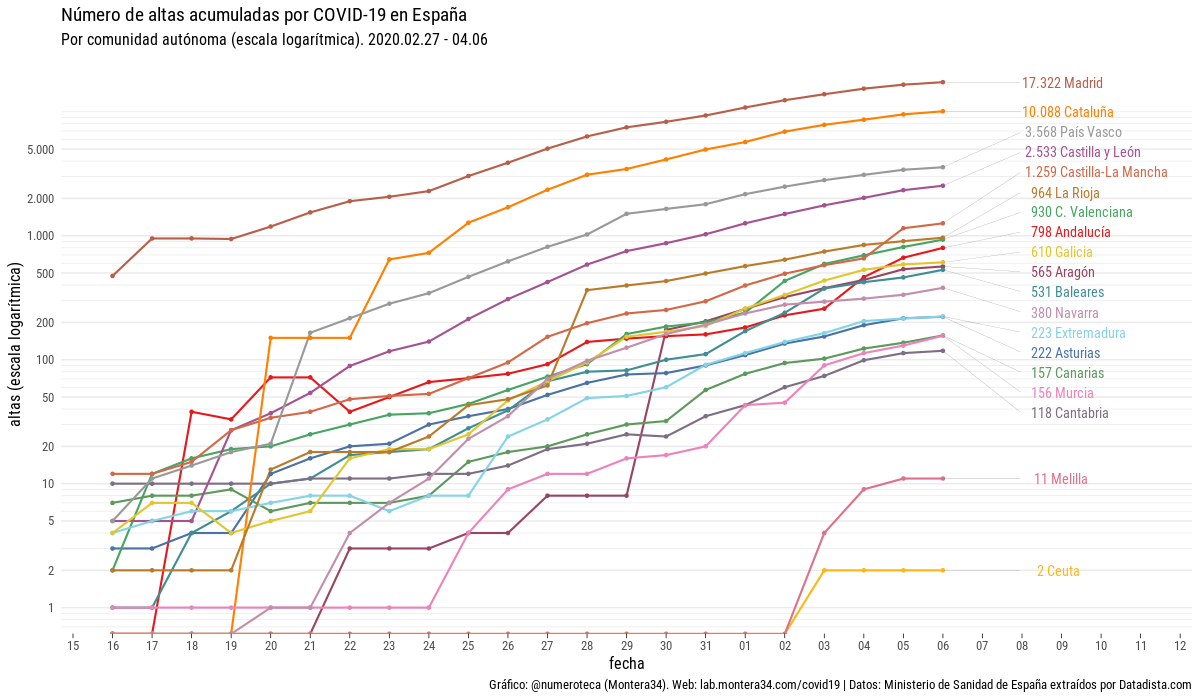 Número de altas acumuladas por COVID-19 en España
Por comunidad autónoma (escala logarítmica). 2020.02.27 - 04.06
altas (escala logarítmica)
5.000
2.000
1.000
500
200
100
50
20
10
5
2
1
17.322 Madrid
10.088 Cataluña
3.568 País Vasco
2.533 Castilla y León
1.259 Castilla-La Mancha
964 La Rioja
930 C. Valenciana
798 Andalucía
610 Galicia
565 Aragón
531 Baleares
380 Navarra
223 Extremadura
222 Asturias
157 Canarias
156 Murcia
118 Cantabria
11 Melilla
2 Ceuta
15 16 17 18 19 20 21 22 23 24 25 26 27 28 29 30 31 01 02 03 04 05 06 07 08 09 10 11 12
fecha
Gráfico: @numeroteca (Montera34). Web: lab.montera34.com/covid19 | Datos: Ministerio de Sanidad de España extraídos por Datadista.com